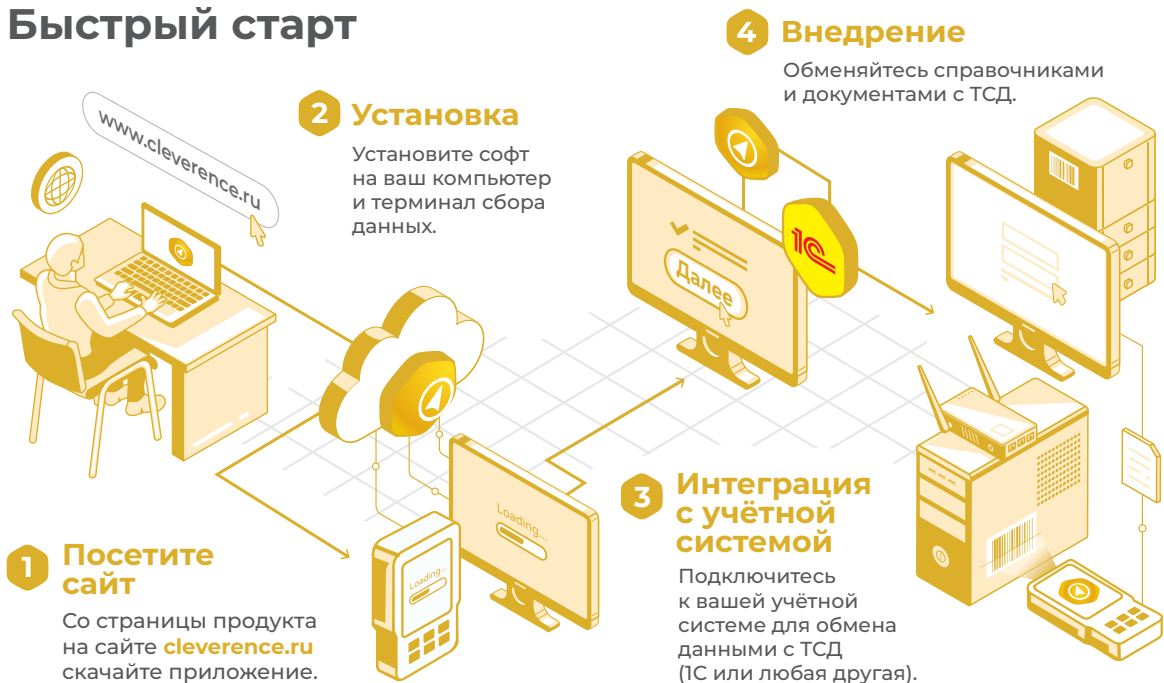 Быстрый старт
1 Посетите
сайт
Со страницы продукта
на сайте cleverence.ru
скачайте приложение.
www.cleverence.ru
2 Установка
Установите софт
на ваш компьютер
и терминал сбора
данных.
Loading...
Loading...
3 Интеграция
с учётной
системой
Подключитесь
к вашей учётной
системе для обмена
данными с ТСД
(1С или любая другая).
Далее
1С
4 Внедрение
Обменяйтесь справочниками
и документами с ТСД.